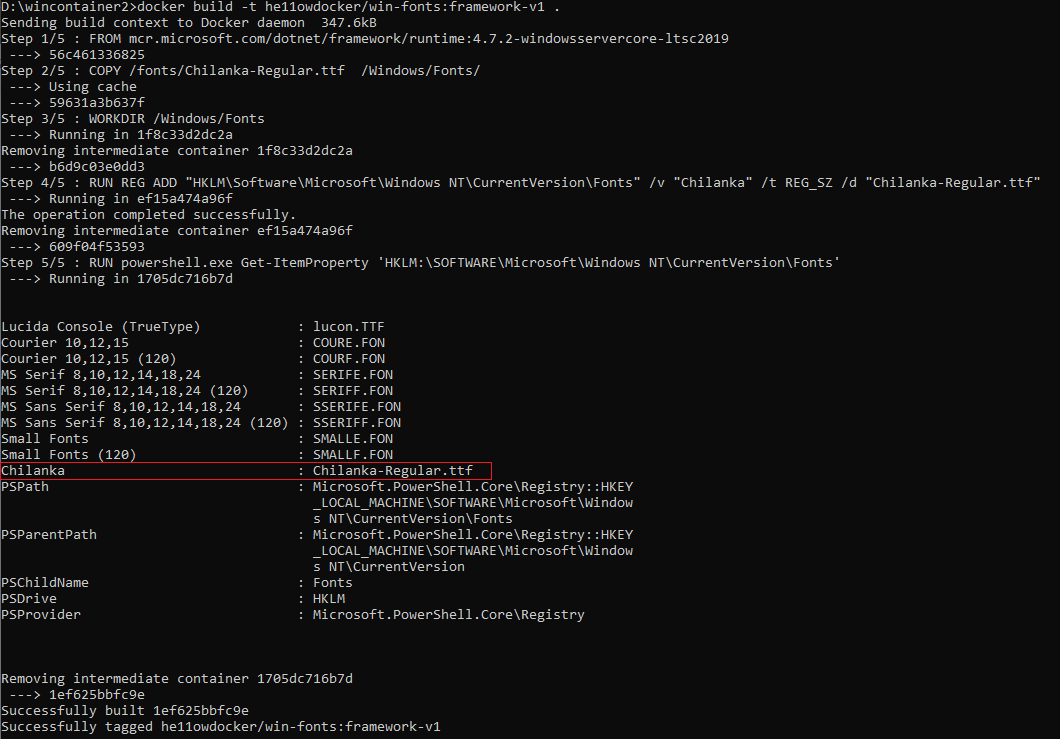 D:\wincontainer2>docker build -t he11owdocker/win-fonts:framework-v1 .
Sending build context to Docker daemon  347.6kB
Step 1/5 : FROM mcr.microsoft.com/dotnet/framework/runtime:4.7.2-windowsservercore-ltsc2019
 ---> 56c461336825
Step 2/5 : COPY /fonts/Chilanka-Regular.ttf  /Windows/Fonts/
 ---> Using cache
 ---> 59631a3b637f
Step 3/5 : WORKDIR /Windows/Fonts
 ---> Running in 1f8c33d2dc2a
Removing intermediate container 1f8c33d2dc2a
 ---> b6d9c03e0dd3
Step 4/5 : RUN REG ADD "HKLM\Software\Microsoft\Windows NT\CurrentVersion\Fonts" /v "Chilanka" /t REG_SZ /d "Chilanka-Regular.ttf"
 ---> Running in ef15a474a96f
The operation completed successfully.
Removing intermediate container ef15a474a96f
 ---> 609f04f53593
Step 5/5 : RUN powershell.exe Get-ItemProperty 'HKLM:\SOFTWARE\Microsoft\Windows NT\CurrentVersion\Fonts'
 ---> Running in 1705dc716b7d
Lucida Console (TrueType)            : lucon.TTF
Courier 10,12,15                     : COURE.FON
Courier 10,12,15 (120)               : COURF.FON
MS Serif 8,10,12,14,18,24            : SERIFE.FON
MS Serif 8,10,12,14,18,24 (120)      : SERIFF.FON
MS Sans Serif 8,10,12,14,18,24       : SSERIFE.FON
MS Sans Serif 8,10,12,14,18,24 (120) : SSERIFF.FON
Small Fonts                          : SMALLE.FON
Small Fonts (120)                    : SMALLF.FON
Chilanka                             : Chilanka-Regular.ttf
PSPath                               : Microsoft.PowerShell.Core\Registry::HKEY
                                       _LOCAL_MACHINE\SOFTWARE\Microsoft\Window
                                       s NT\CurrentVersion\Fonts
PSParentPath                         : Microsoft.PowerShell.Core\Registry::HKEY
                                       _LOCAL_MACHINE\SOFTWARE\Microsoft\Window
                                       s NT\CurrentVersion
PSChildName                          : Fonts
PSDrive                              : HKLM
PSProvider                           : Microsoft.PowerShell.Core\Registry
Removing intermediate container 1705dc716b7d
 ---> 1ef625bbfc9e
Successfully built 1ef625bbfc9e
Successfully tagged he11owdocker/win-fonts:framework-v1